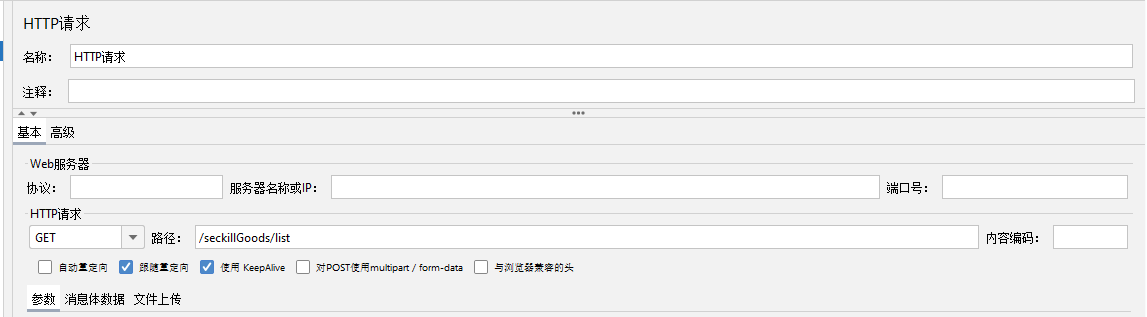 HTTP请求
名称： HTTP请求
注释：
基本 高级
Web服务器
协议： 服务器名称或IP： 端口号：
HTTP请求
GET 路径： /seckillGoods/list 内容编码：
自动重定向 跟随重定向 使用 KeepAlive 对POST使用multipart / form-data 与浏览器兼容的头
参数 消息体数据 文件上传